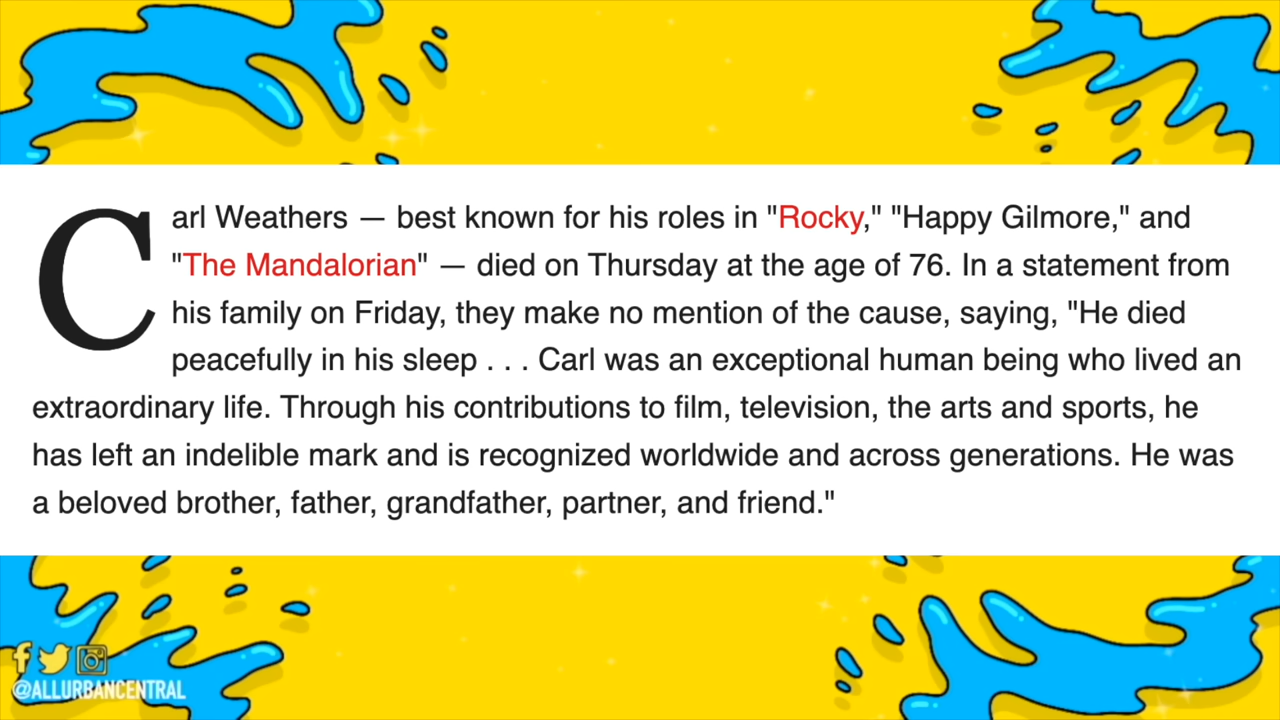 Carl Weathers — best known for his roles in "Rocky," "Happy Gilmore," and
"The Mandalorian" — died on Thursday at the age of 76. In a statement from
his family on Friday, they make no mention of the cause, saying, "He died
peacefully in his sleep . . . Carl was an exceptional human being who lived an
extraordinary life. Through his contributions to film, television, the arts and sports, he
has left an indelible mark and is recognized worldwide and across generations. He was
a beloved brother, father, grandfather, partner, and friend."
@ALLURBANCENTRAL